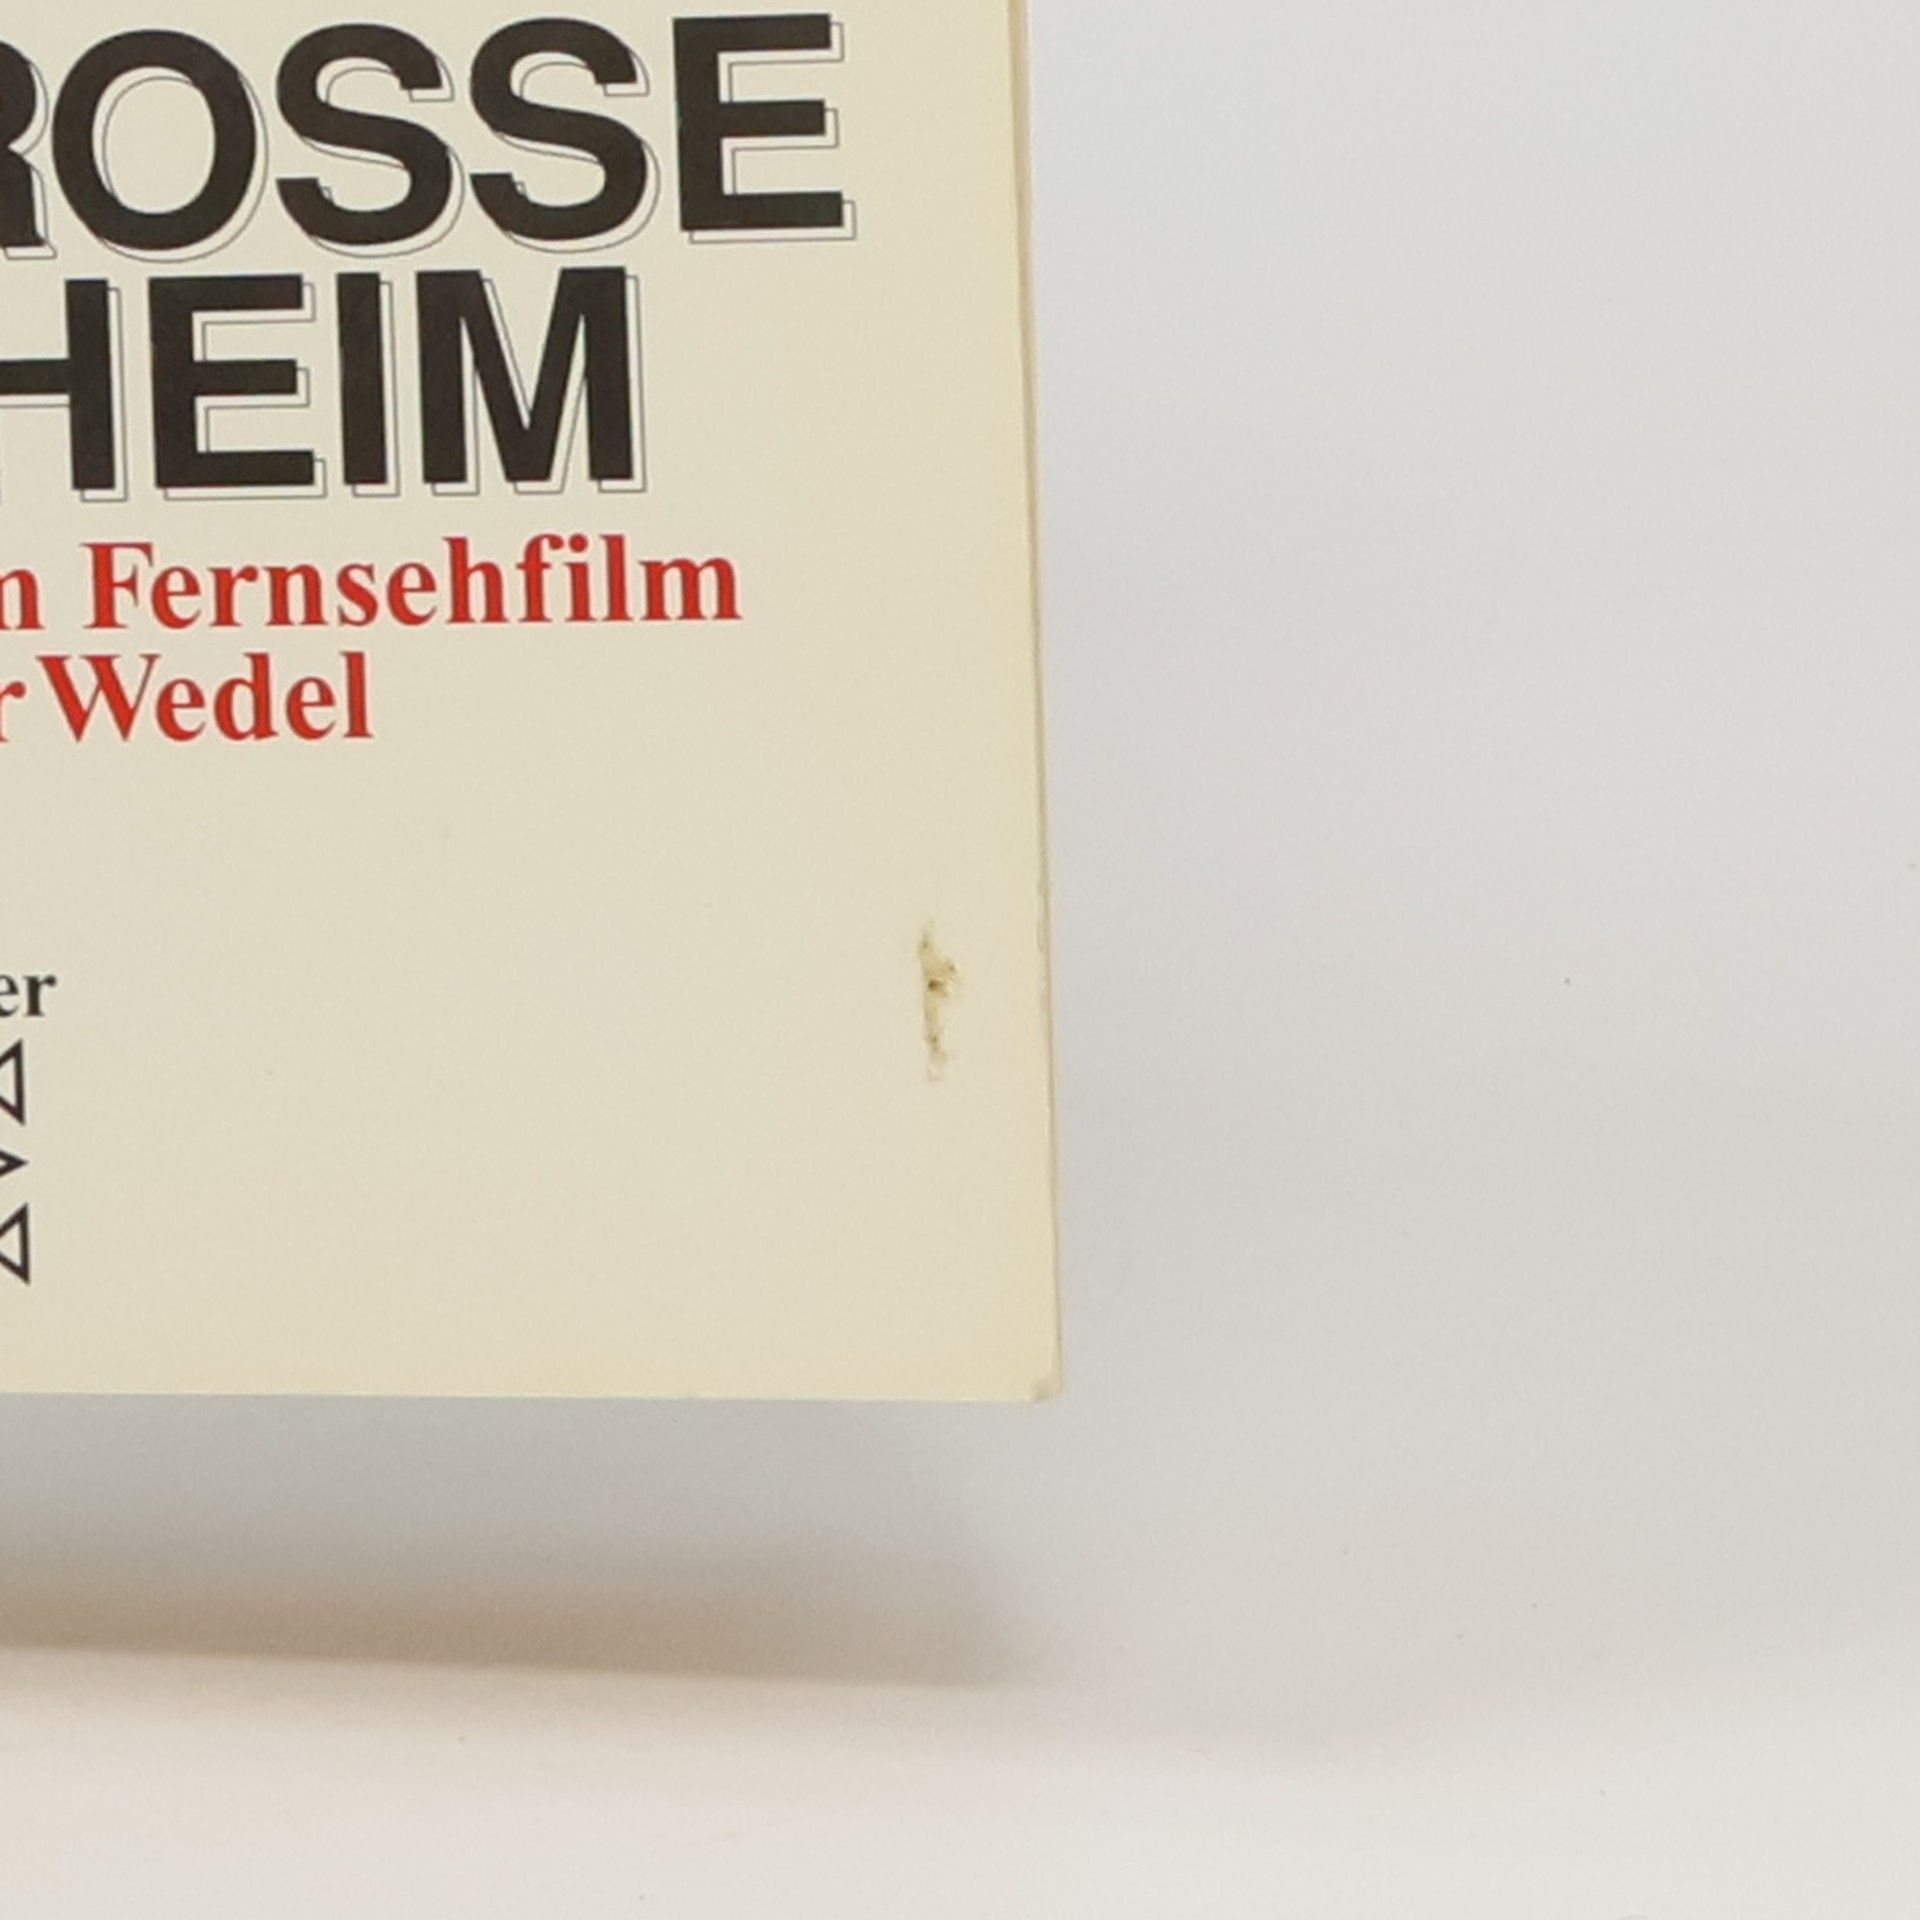 ROSSE
HEIM
m Fernsehfilm
r Wedel
er